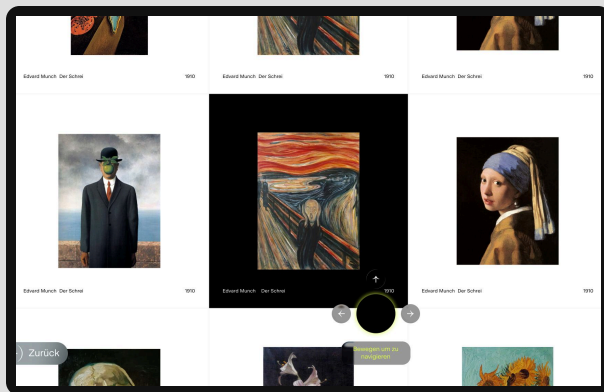 Edvard Munch Der Schrei 1910
Edvard Munch Der Schrei 1910
Edvard Munch Der Schrei 1910
Edvard Munch Der Schrei
Edvard Munch Der Schrei 1910
Edvard Munch Der Schrei 1910
Zurück
Bewegen um zu
navigieren